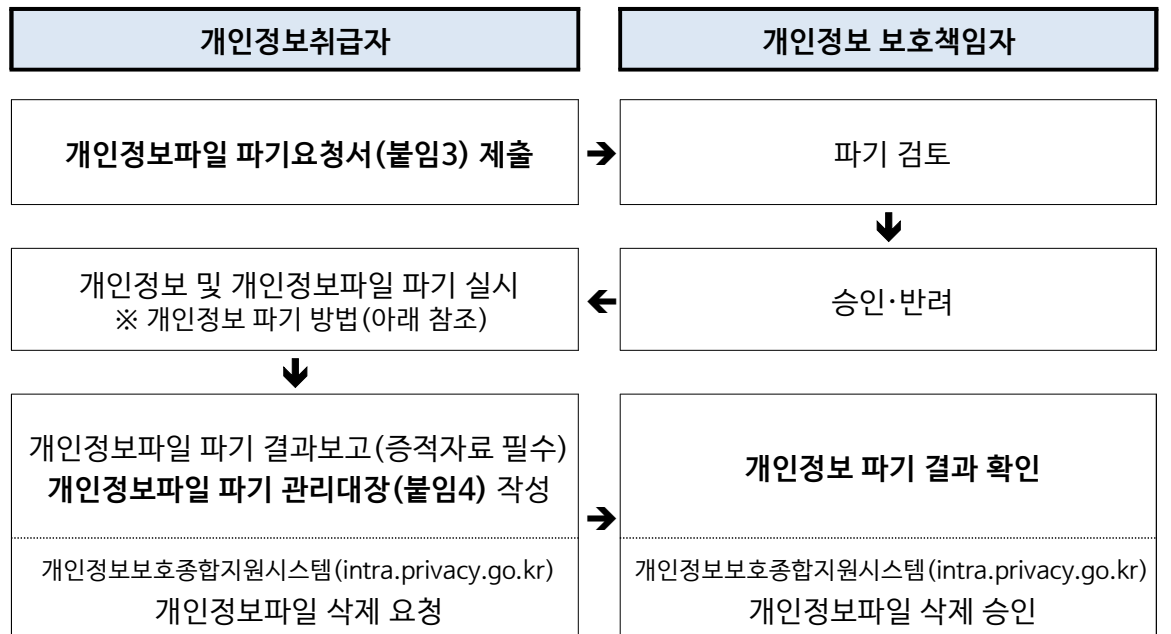 개인정보취급자
개인정보 보호책임자
개인정보파일 파기요청서(붙임3) 제출
➔
파기 검토
🡻
개인정보 및 개인정보파일 파기 실시
※ 개인정보 파기 방법(아래 참조)
🡸
승인·반려
🡻
개인정보파일 파기 결과보고(증적자료 필수)
개인정보파일 파기 관리대장(붙임4) 작성
➔
개인정보 파기 결과 확인
개인정보보호종합지원시스템(intra.privacy.go.kr)
개인정보파일 삭제 요청
개인정보보호종합지원시스템(intra.privacy.go.kr)
개인정보파일 삭제 승인